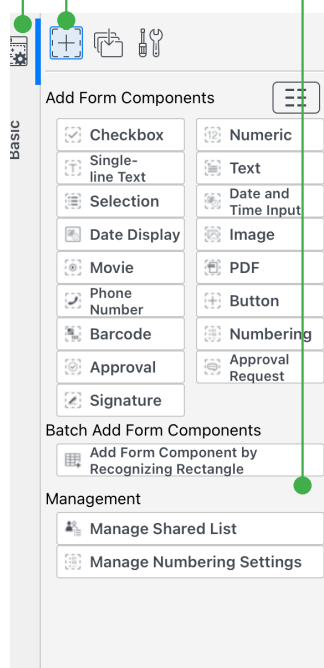 Basic
Add Form Components
Checkbox
Numeric
Single-
line Text
Text
Selection
Date and
Time Input
Date Display
Image
Movie
PDF
Phone
Number
Button
Barcode
Numbering
Approval
Approval
Request
Signature
Batch Add Form Components
Add Form Component by
Recognizing Rectangle
Management
Manage Shared List
Manage Numbering Settings